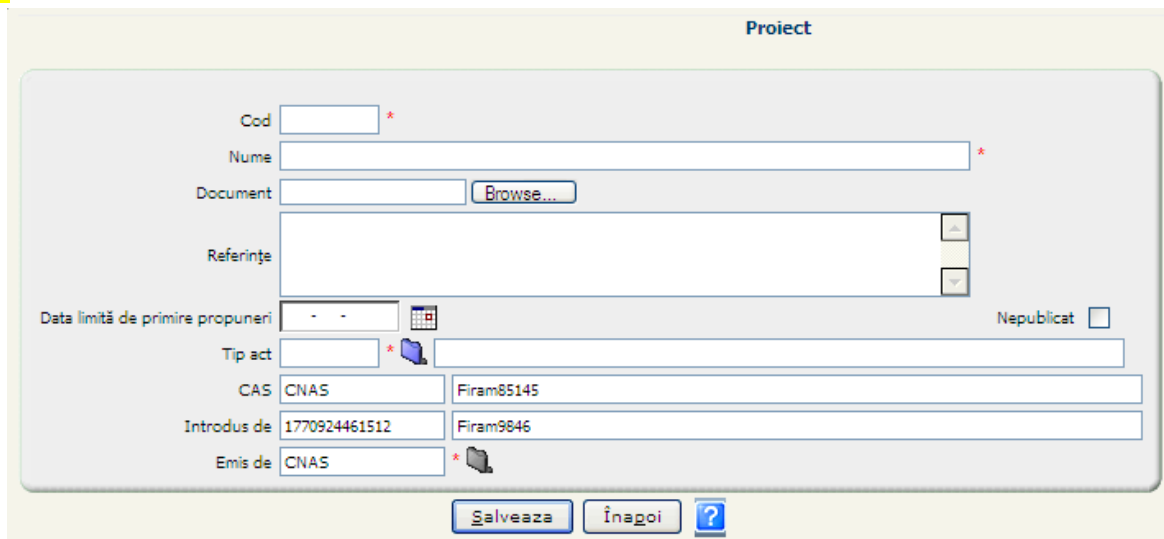 Proiect
Cod *
Nume *
Document Browse...
Referințe
Data limită de primire propuneri - - Nepublicat
Tip act *
CAS CNAS Firam85145
Introdus de 1770924461512 Firam9846
Emis de CNAS *
Salveaza Înapoi ?